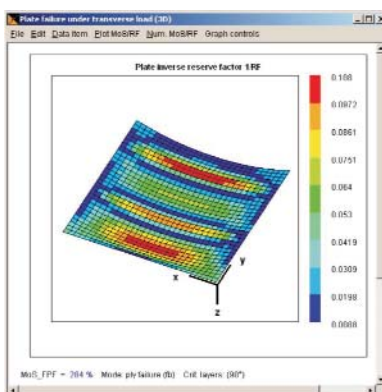 Plate failure under transverse load (3D)
File Edit Data Item Plot MoS/RF Num. MoS/RF Graph controls
Plate inverse reserve factor 1/RF
0.108
0.0972
0.0861
0.0751
0.064
0.053
0.0419
0.0309
0.0198
0.0088
y
x
z
MoS_FPF = 204 % Mode: ply failure (fb) Crit. layers: (90°)